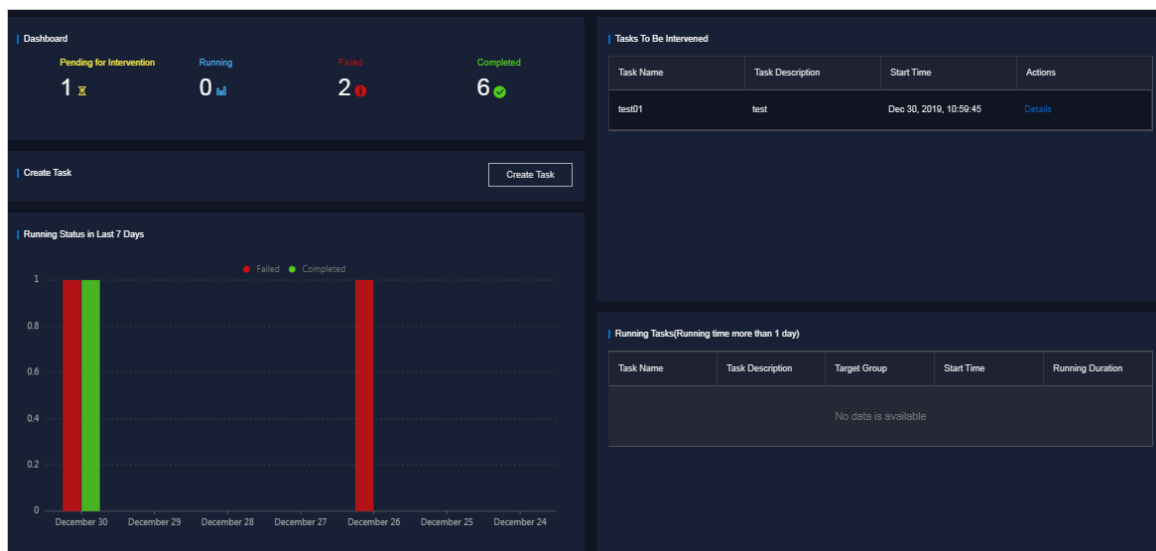 Dashboard
Pending for Intervention Running Failed Completed
1 0 2 6
Create Task
Create Task
Running Status in Last 7 Days
Failed Completed
1
0.8
0.6
0.4
0.2
0
December 30 December 29 December 28 December 27 December 26 December 25 December 24
Tasks To Be Intervened
Task Name Task Description Start Time Actions
test01 test Dec 30, 2019, 10:59:45 Details
Running Tasks(Running time more than 1 day)
Task Name Task Description Target Group Start Time Running Duration
No data is available